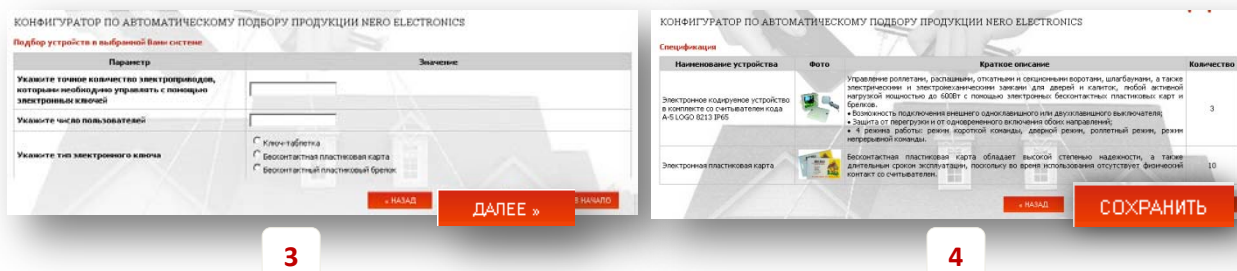 КОНФИГУРАТОР ПО АВТОМАТИЧЕСКОМУ ПОДБОРУ ПРОДУКЦИИ NERO ELECTRONICS
Подбор устройств в выбранной Вами системе
Параметр Значение
Укажите точное количество электроприводов,
которыми необходимо управлять с помощью
электронных ключей
Укажите число пользователей
Укажите тип электронного ключа
Ключ-таблетка
Бесконтактная пластиковая карта
Бесконтактный пластиковый брелок
« НАЗАД
ДАЛЕЕ »
В НАЧАЛО
3
КОНФИГУРАТОР ПО АВТОМАТИЧЕСКОМУ ПОДБОРУ ПРОДУКЦИИ NERO ELECTRONICS
Спецификация
Наименование устройства Фото Краткое описание Количество
Электронное кодируемое устройство
в комплекте со считывателем кода
A-5 LOGO 8213 IP65
Управление роллетами, распашными, откатными и секционными воротами, шлагбаумами, а также
электрическими и электромеханическими замками для дверей и калиток, любой активной
нагрузкой мощностью до 600Вт с помощью электронных бесконтактных пластиковых карт и
брелков.
• Возможность подключения внешнего одноклавишного или двухклавишного выключателя;
• Защита от перегрузки и от одновременного включения обоих направлений;
• 4 режима работы: режим короткой команды, дверной режим, роллетный режим, режим
непрерывной команды.
3
Электронная пластиковая карта
Бесконтактная пластиковая карта обладает высокой степенью надежности, а также
длительным сроком эксплуатации, поскольку во время использования отсутствует физический
контакт со считывателем.
10
« НАЗАД
СОХРАНИТЬ
4